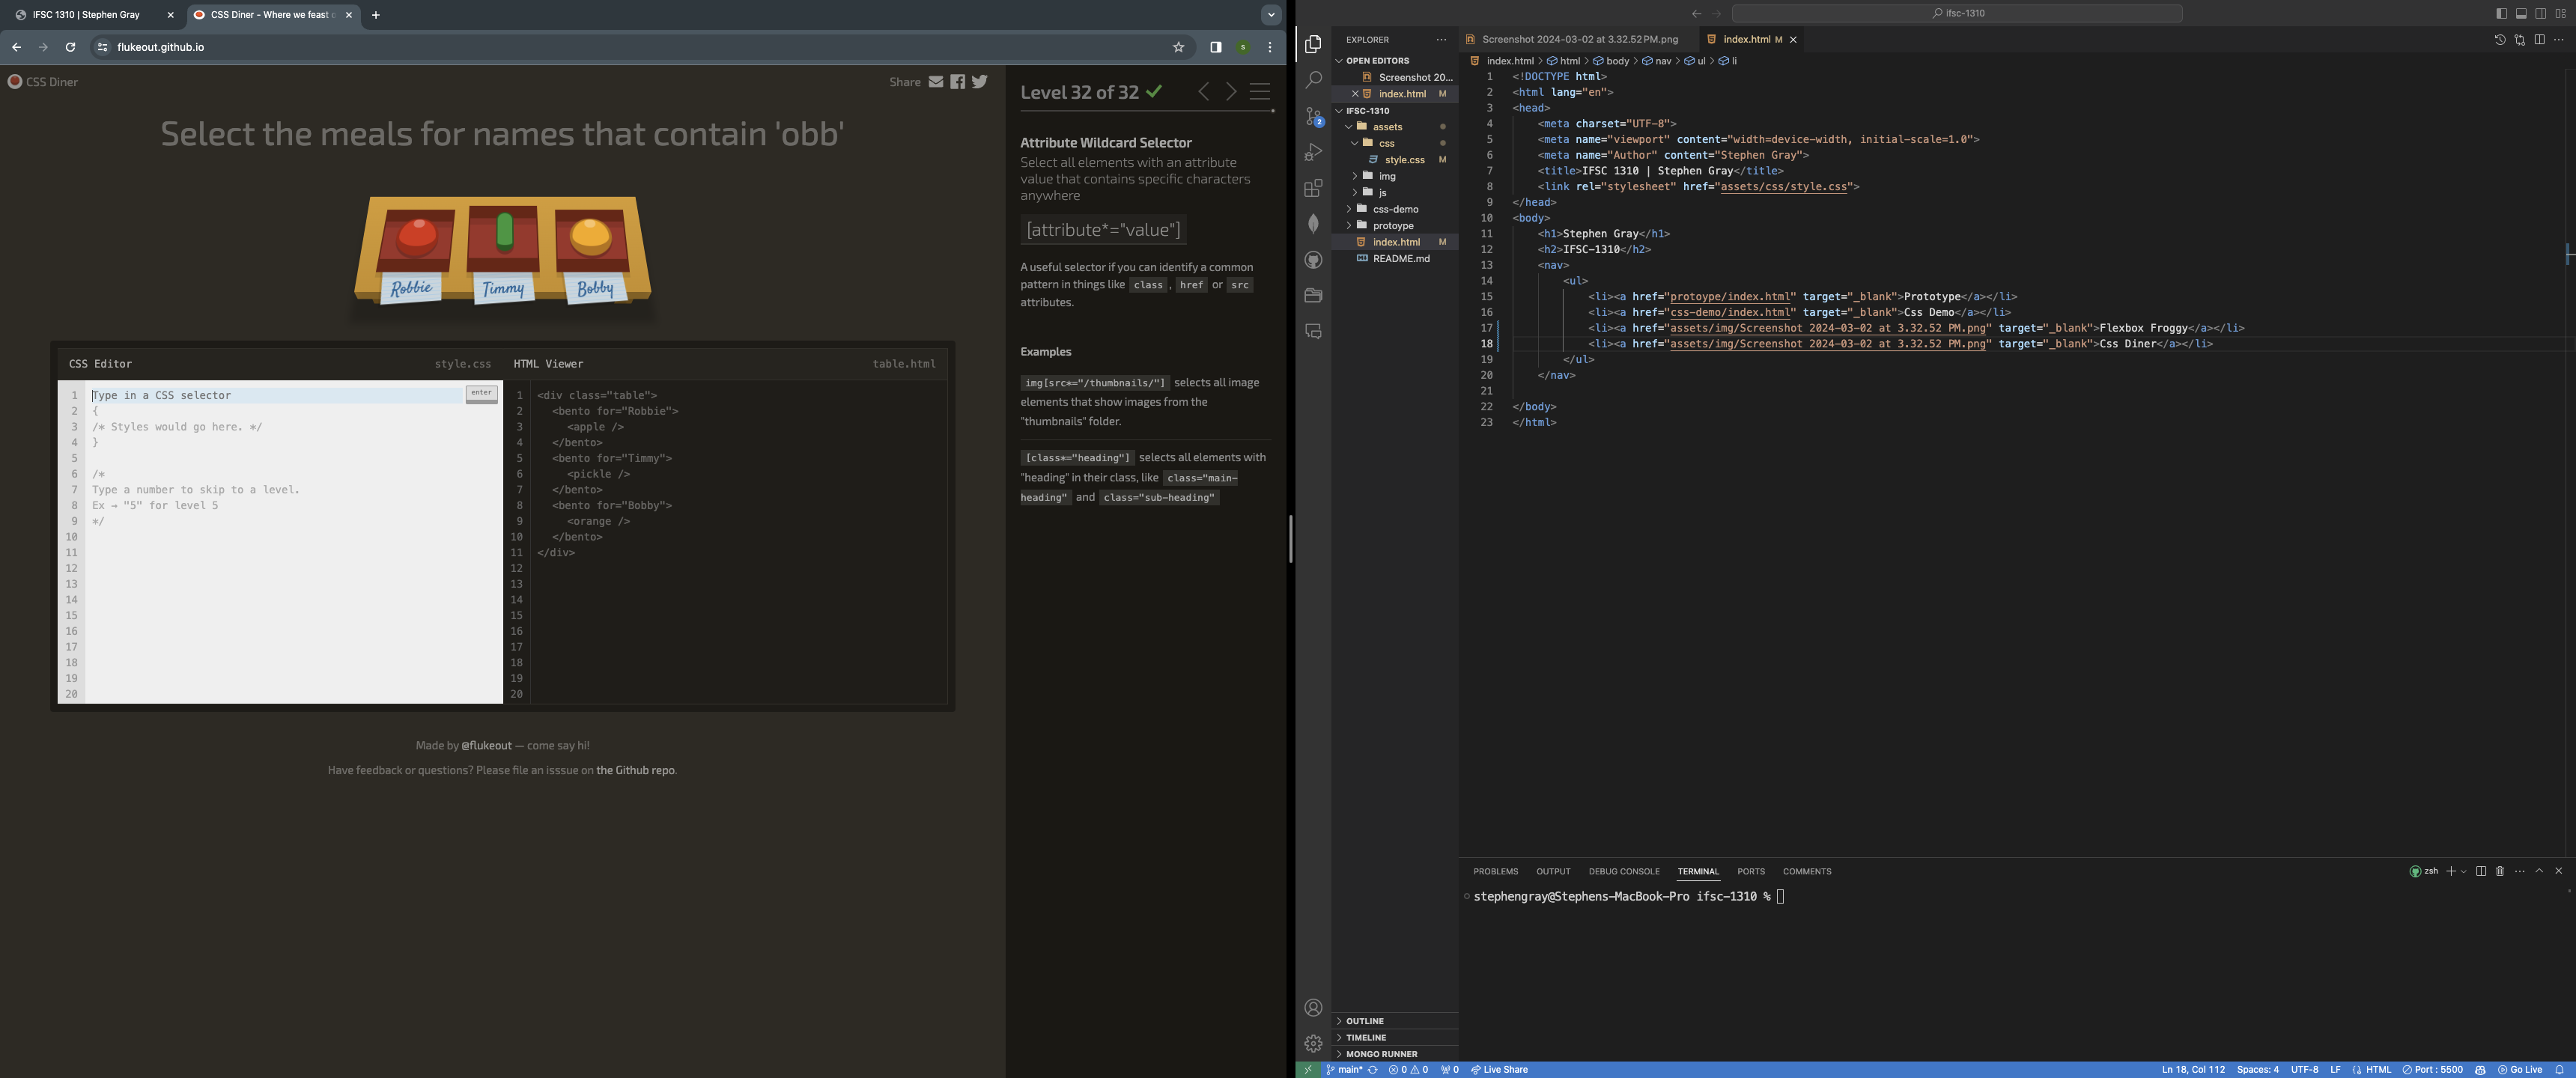 IFSC 1310 | Stephen Gray
CSS Diner - Where we feast
flukeout.github.io
CSS Diner
Share
Select the meals for names that contain 'obb'
Robbie
Timmy
Bobby
CSS Editor
style.css
HTML Viewer
table.html
1 Type in a CSS selector
enter
2 {
3 /* Styles would go here. */
4 }
5
6 /*
7 Type a number to skip to a level.
8 Ex → "5" for level 5
9 */
10
11
12
13
14
15
16
17
18
19
20
1 <div class="table">
2 <bento for="Robbie">
3 <apple />
4 </bento>
5 <bento for="Timmy">
6 <pickle />
7 </bento>
8 <bento for="Bobby">
9 <orange />
10 </bento>
11 </div>
12
13
14
15
16
17
18
19
20
Made by @flukeout — come say hi!
Have feedback or questions? Please file an isssue on the Github repo.
Level 32 of 32
Attribute Wildcard Selector
Select all elements with an attribute
value that contains specific characters
anywhere
[attribute*="value"]
A useful selector if you can identify a common
pattern in things like class , href or src
attributes.
Examples
img[src*="/thumbnails/"] selects all image
elements that show images from the
"thumbnails" folder.
[class*="heading"] selects all elements with
"heading" in their class, like class="main-
heading" and class="sub-heading"
ifsc-1310
EXPLORER
OPEN EDITORS
Screenshot 20...
index.html M
IFSC-1310
assets
css
style.css M
img
js
css-demo
protoype
index.html M
README.md
OUTLINE
TIMELINE
MONGO RUNNER
2
Screenshot 2024-03-02 at 3.32.52 PM.png
index.html M
index.html > html > body > nav > ul > li
1 <!DOCTYPE html>
2 <html lang="en">
3 <head>
4 <meta charset="UTF-8">
5 <meta name="viewport" content="width=device-width, initial-scale=1.0">
6 <meta name="Author" content="Stephen Gray">
7 <title>IFSC 1310 | Stephen Gray</title>
8 <link rel="stylesheet" href="assets/css/style.css">
9 </head>
10 <body>
11 <h1>Stephen Gray</h1>
12 <h2>IFSC-1310</h2>
13 <nav>
14 <ul>
15 <li><a href="protoype/index.html" target="_blank">Prototype</a></li>
16 <li><a href="css-demo/index.html" target="_blank">Css Demo</a></li>
17 <li><a href="assets/img/Screenshot 2024-03-02 at 3.32.52 PM.png" target="_blank">Flexbox Froggy</a></li>
18 <li><a href="assets/img/Screenshot 2024-03-02 at 3.32.52 PM.png" target="_blank">Css Diner</a></li>
19 </ul>
20 </nav>
21
22 </body>
23 </html>
PROBLEMS OUTPUT DEBUG CONSOLE TERMINAL PORTS COMMENTS
zsh
stephengray@Stephens-MacBook-Pro ifsc-1310 %
main* 0 0 0 Live Share
Ln 18, Col 112 Spaces: 4 UTF-8 LF HTML Port : 5500 Go Live